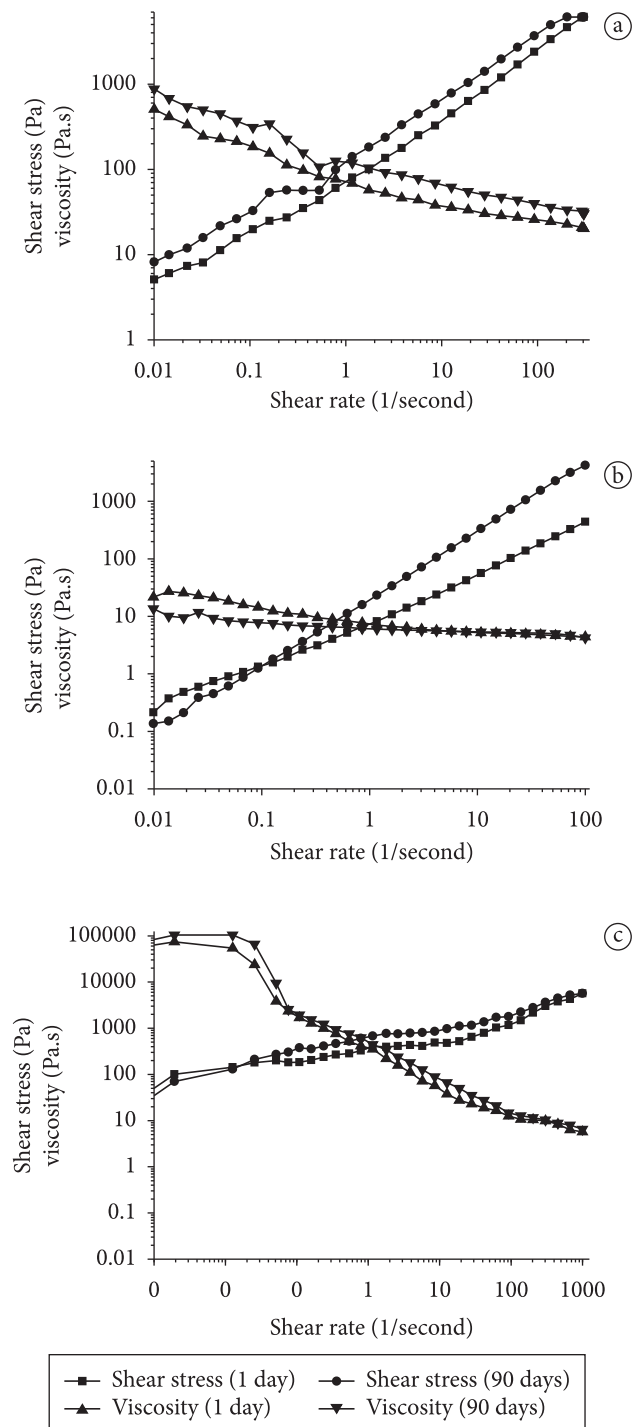 a
1000
100
10
1
Shear stress (Pa)
viscosity (Pa.s)
0.01 0.1 1 10 100
Shear rate (1/second)
b
1000
100
10
1
0.1
0.01
Shear stress (Pa)
viscosity (Pa.s)
0.01 0.1 1 10 100
Shear rate (1/second)
c
100000
10000
1000
100
10
1
0.1
0.01
Shear stress (Pa)
viscosity (Pa.s)
0 0 0 1 10 100 1000
Shear rate (1/second)
Shear stress (1 day) Shear stress (90 days)
Viscosity (1 day) Viscosity (90 days)